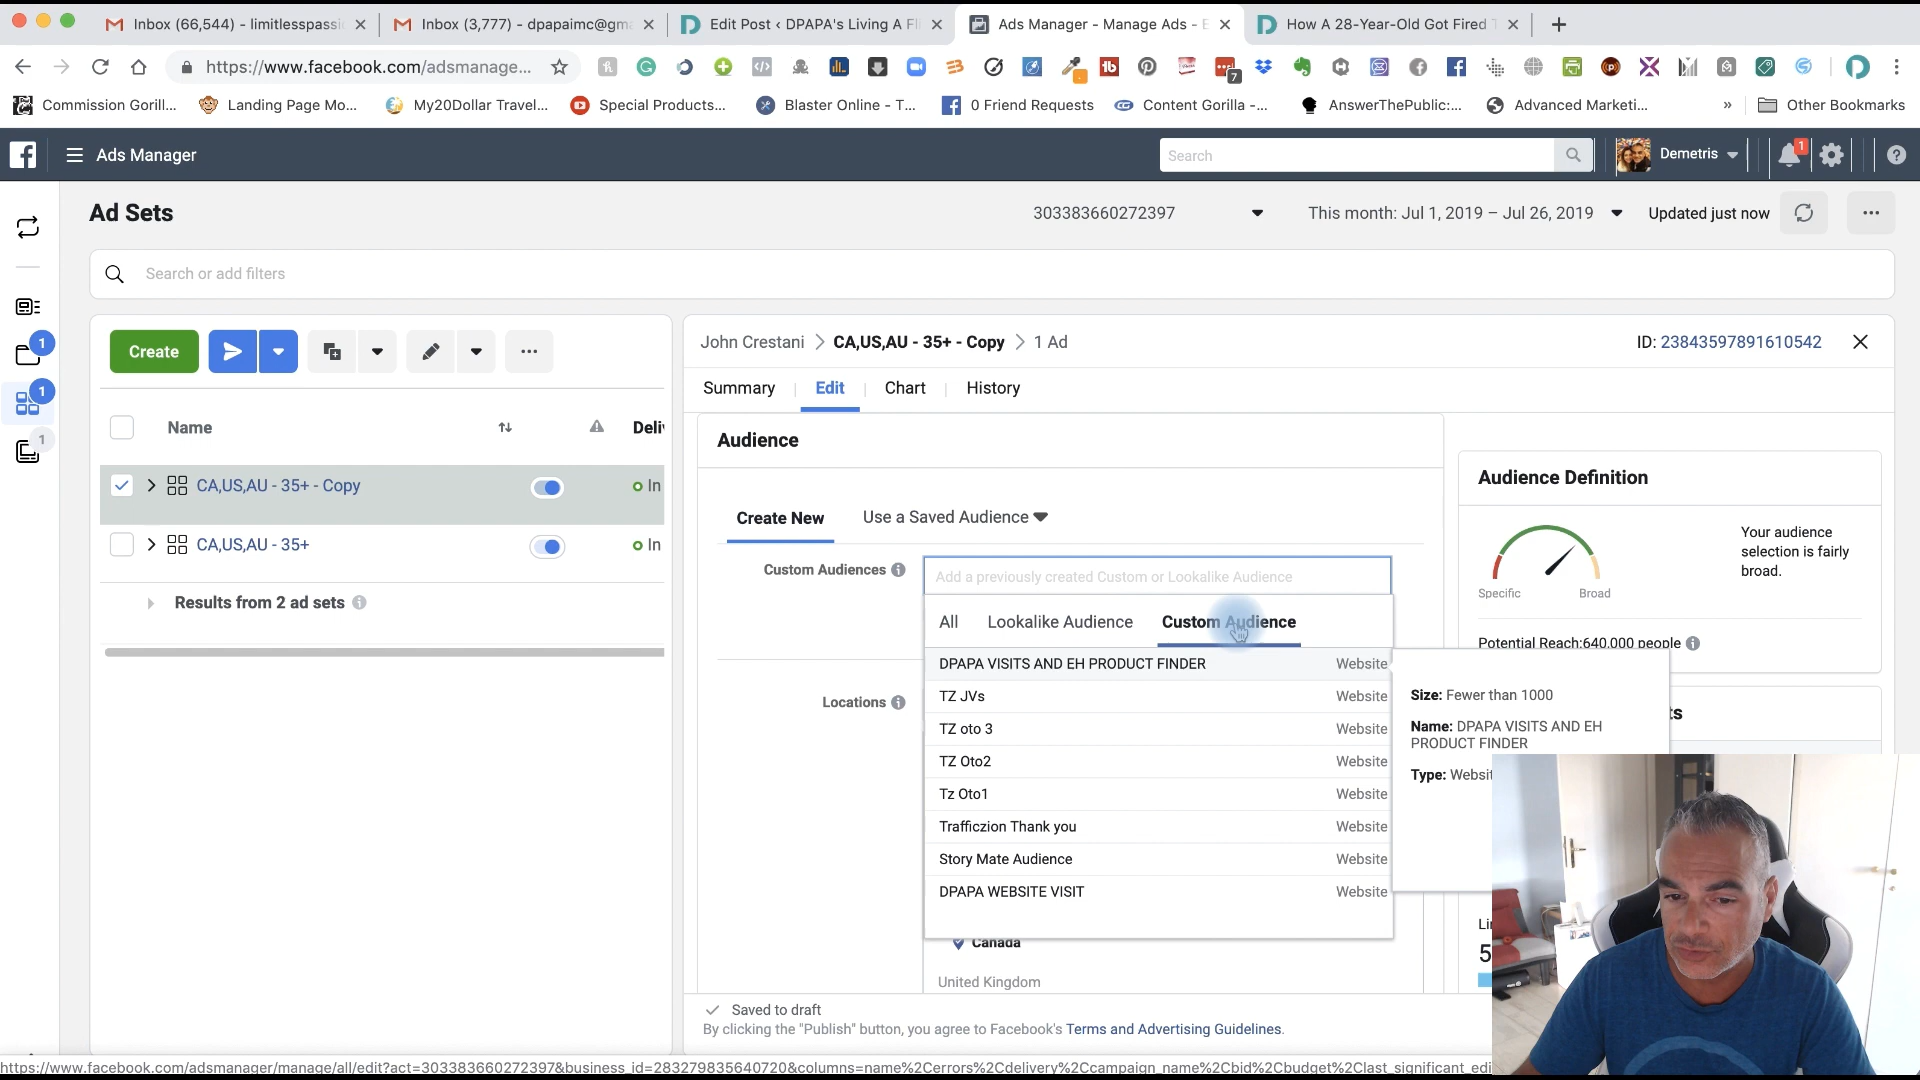 Inbox (66,544) - limitlesspassi
Inbox (3,777) - dpapaimc@gm
Edit Post ‹ DPAPA's Living A Fl
Ads Manager - Manage Ads - E
How A 28-Year-Old Got Fired T
https://www.facebook.com/adsmanage...
7
Commission Gorill...
Landing Page Mo...
My20Dollar Travel...
Special Products...
Blaster Online - T...
0 Friend Requests
Content Gorilla -...
AnswerThePublic:...
Advanced Marketi...
»
Other Bookmarks
Ads Manager
Search
Demetris
1
Ad Sets
303383660272397
This month: Jul 1, 2019 – Jul 26, 2019
Updated just now
Search or add filters
1
1
1
Create
Name
Deliv
CA,US,AU - 35+ - Copy
In
CA,US,AU - 35+
In
Results from 2 ad sets
John Crestani
CA,US,AU - 35+ - Copy
1 Ad
ID: 23843597891610542
Summary
Edit
Chart
History
Audience
Create New
Use a Saved Audience
Custom Audiences
Add a previously created Custom or Lookalike Audience
All
Lookalike Audience
Custom Audience
DPAPA VISITS AND EH PRODUCT FINDER Website
TZ JVs Website
TZ oto 3 Website
TZ Oto2 Website
Tz Oto1 Website
Trafficzion Thank you Website
Story Mate Audience Website
DPAPA WEBSITE VISIT Website
Locations
Canada
United Kingdom
Audience Definition
Your audience
selection is fairly
broad.
Specific
Broad
Potential Reach:640,000 people
Size: Fewer than 1000
Name: DPAPA VISITS AND EH
PRODUCT FINDER
Type: Websit
ts
Li
5
Saved to draft
By clicking the "Publish" button, you agree to Facebook's Terms and Advertising Guidelines.
https://www.facebook.com/adsmanager/manage/all/edit?act=303383660272397&business_id=283279835640720&columns=name%2Cerrors%2Cdelivery%2Ccampaign_name%2Cbid%2Cbudget%2Clast_significant_edi